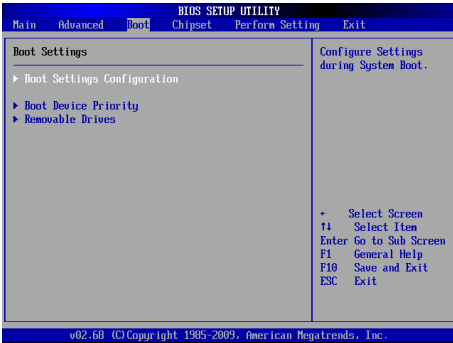 BIOS SETUP UTILITY
Main Advanced Boot Chipset Perform Setting Exit
Boot Settings
▶ Boot Settings Configuration
▶ Boot Device Priority
▶ Removable Drives
Configure Settings
during System Boot.
← Select Screen
↑↓ Select Item
Enter Go to Sub Screen
F1 General Help
F10 Save and Exit
ESC Exit
v02.68 (C)Copyright 1985-2009, American Megatrends, Inc.